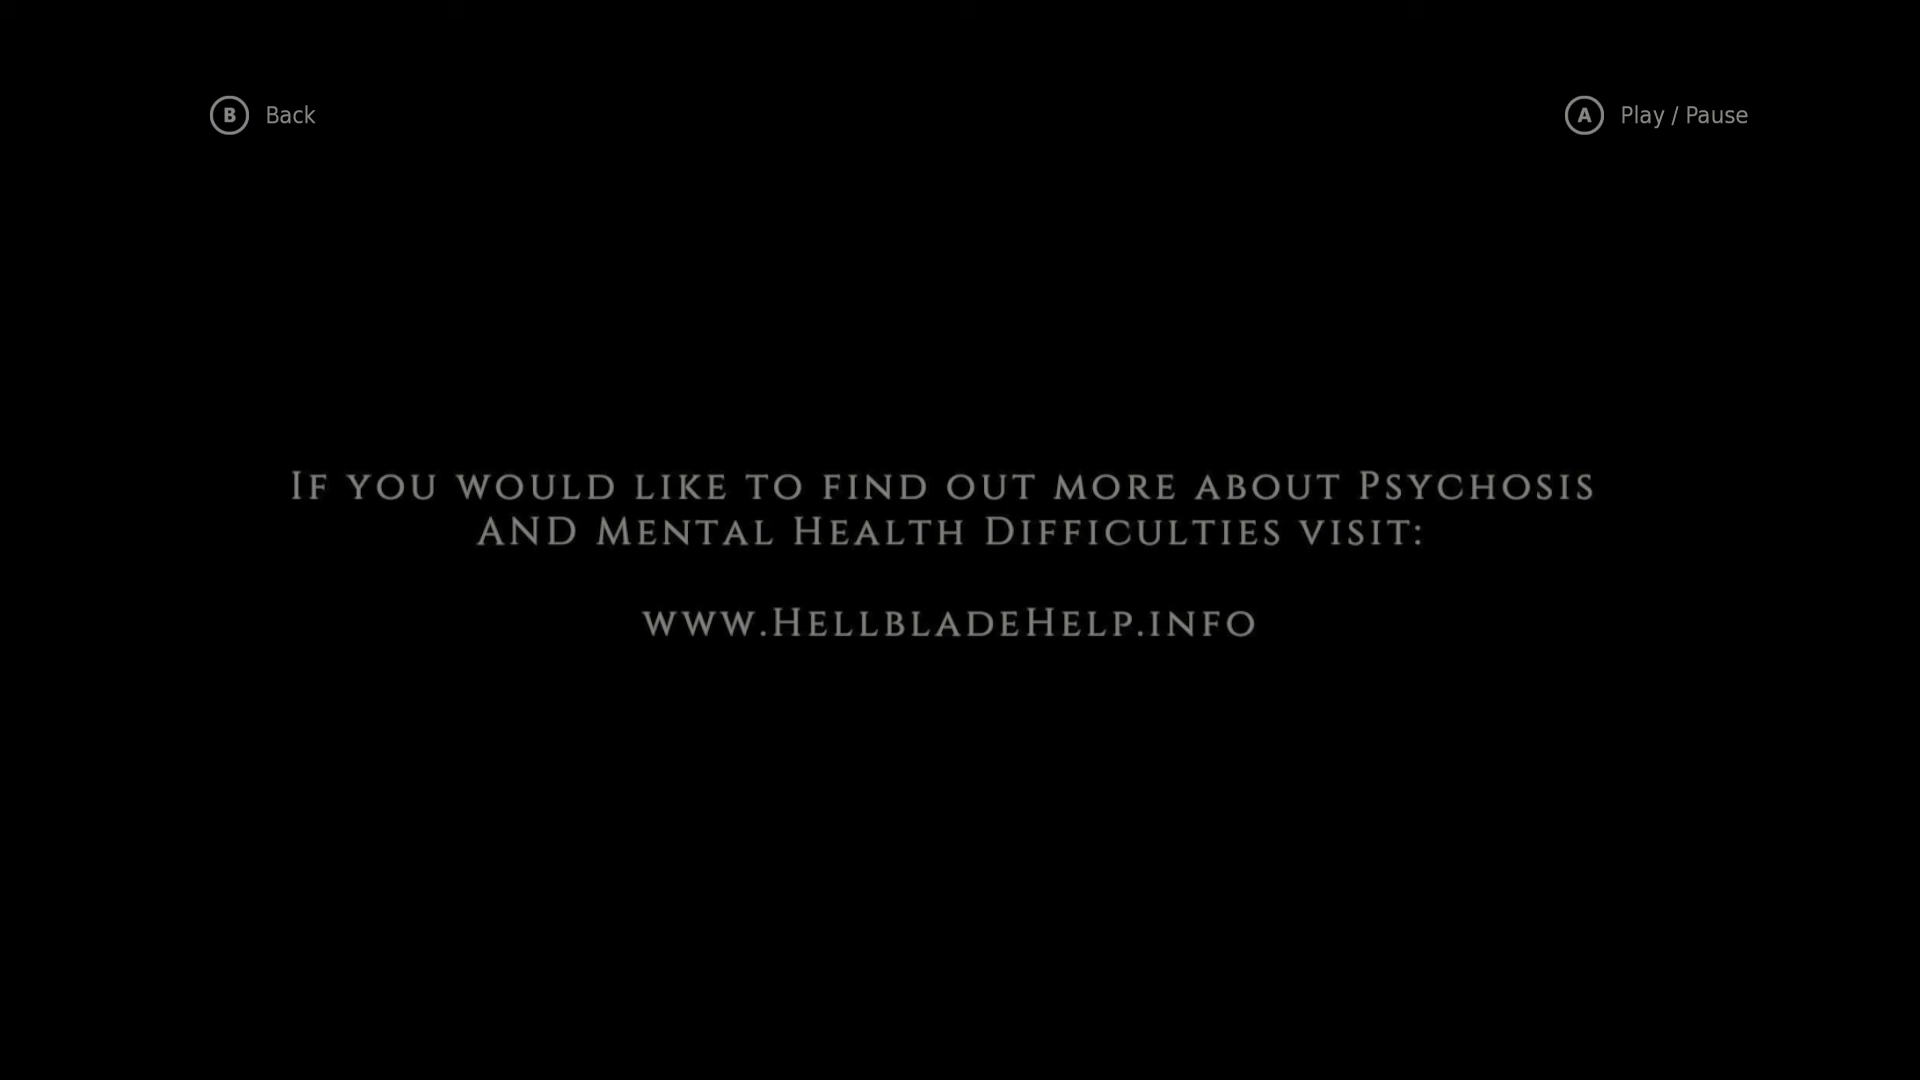 B Back
A Play / Pause
If you would like to find out more about Psychosis
and Mental Health Difficulties visit:
www.HellbladeHelp.info